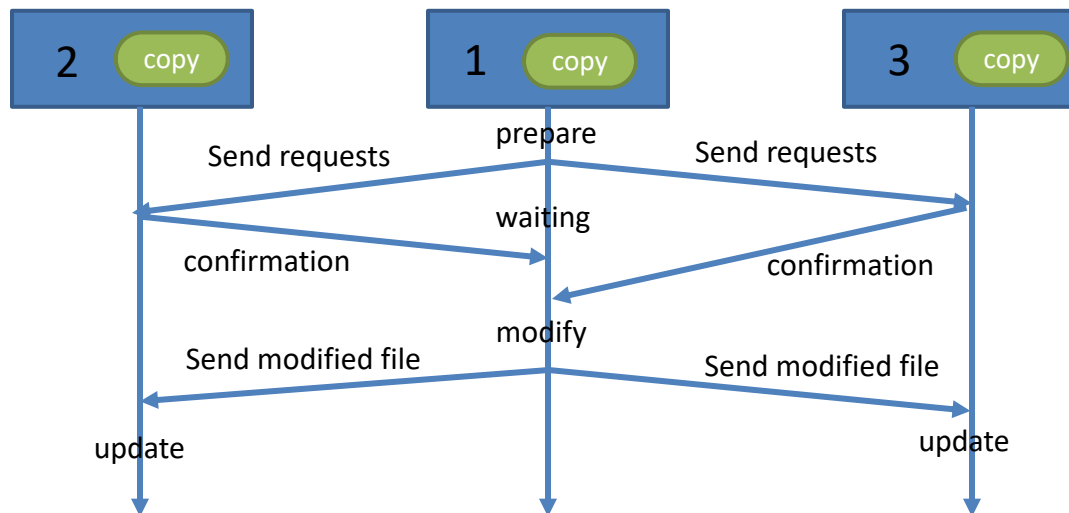 2
copy
1
copy
3
copy
prepare
Send requests
Send requests
waiting
confirmation
confirmation
modify
Send modified file
Send modified file
update
update